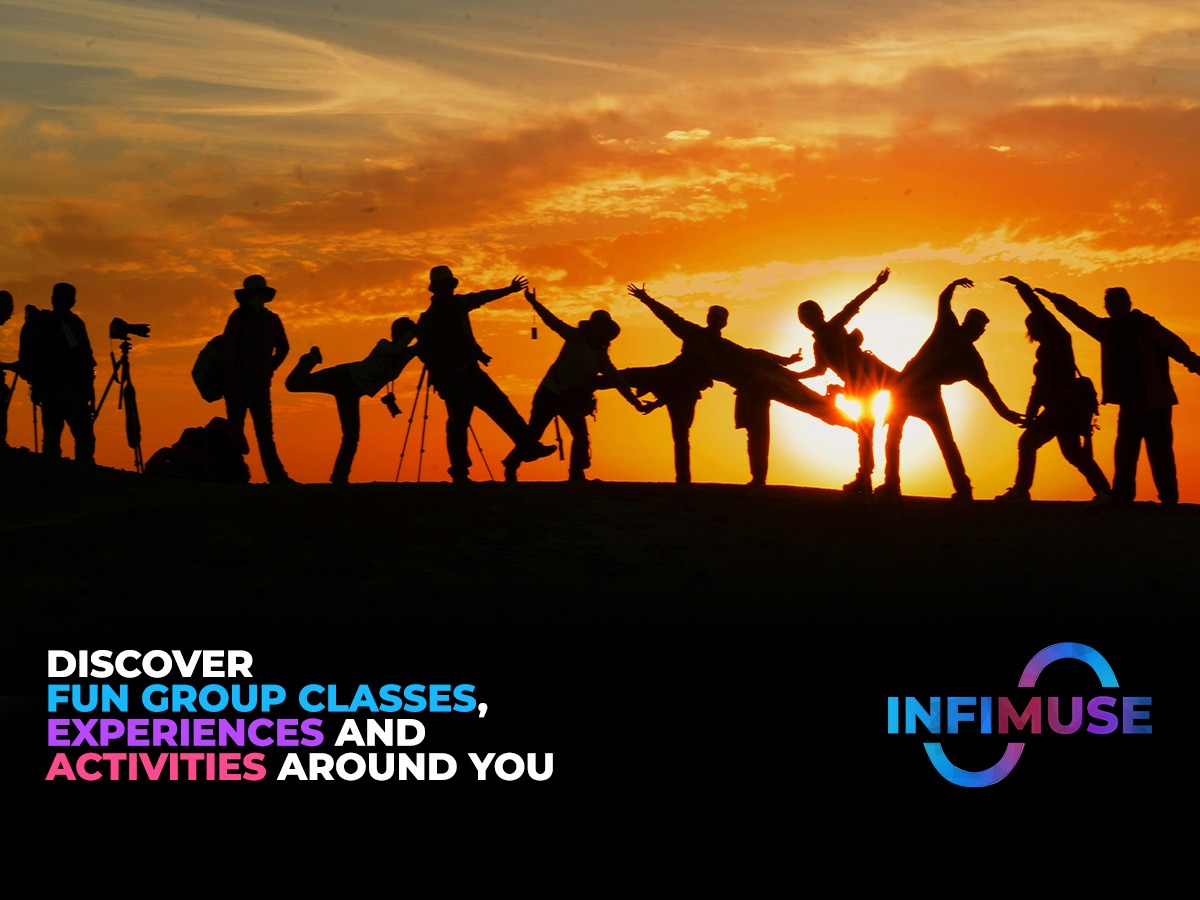 DISCOVER
FUN GROUP CLASSES,
EXPERIENCES AND
ACTIVITIES AROUND YOU
INFIMUSE